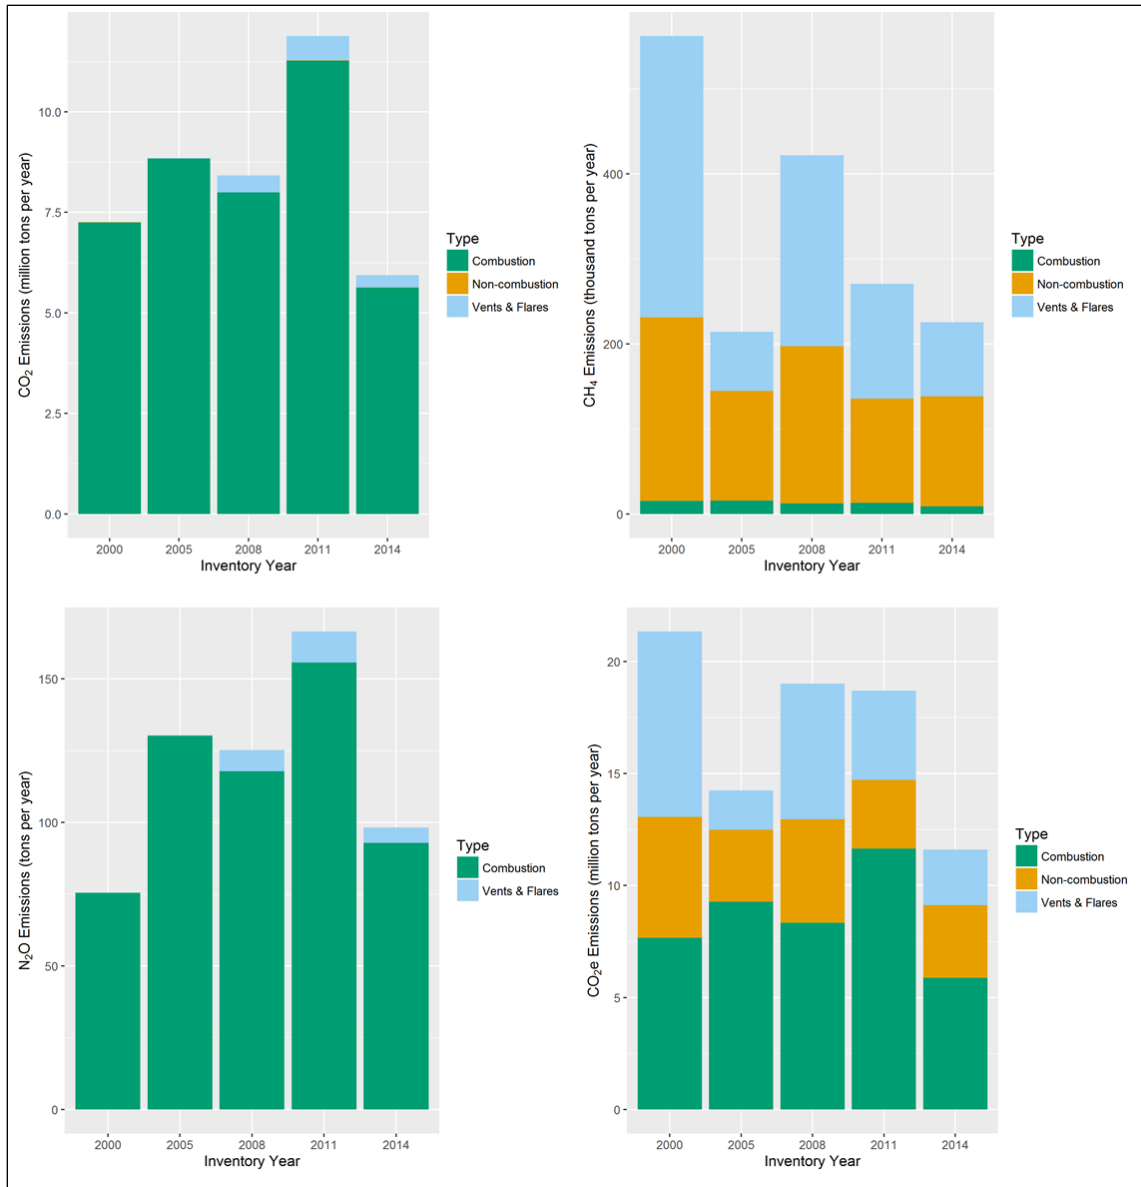 CO₂ Emissions (million tons per year)
10.0
7.5
5.0
2.5
0.0
2000 2005 2008 2011 2014
Inventory Year
Type
Combustion
Non-combustion
Vents & Flares
CH₄ Emissions (thousand tons per year)
400
200
0
2000 2005 2008 2011 2014
Inventory Year
Type
Combustion
Non-combustion
Vents & Flares
N₂O Emissions (tons per year)
150
100
50
0
2000 2005 2008 2011 2014
Inventory Year
Type
Combustion
Vents & Flares
CO₂e Emissions (million tons per year)
20
15
10
5
0
2000 2005 2008 2011 2014
Inventory Year
Type
Combustion
Non-combustion
Vents & Flares